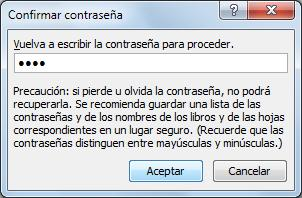 Confirmar contraseña
Vuelva a escribir la contraseña para proceder.
••••
Precaución: si pierde u olvida la contraseña, no podrá
recuperarla. Se recomienda guardar una lista de las
contraseñas y de los nombres de los libros y de las hojas
correspondientes en un lugar seguro. (Recuerde que las
contraseñas distinguen entre mayúsculas y minúsculas.)
Aceptar
Cancelar